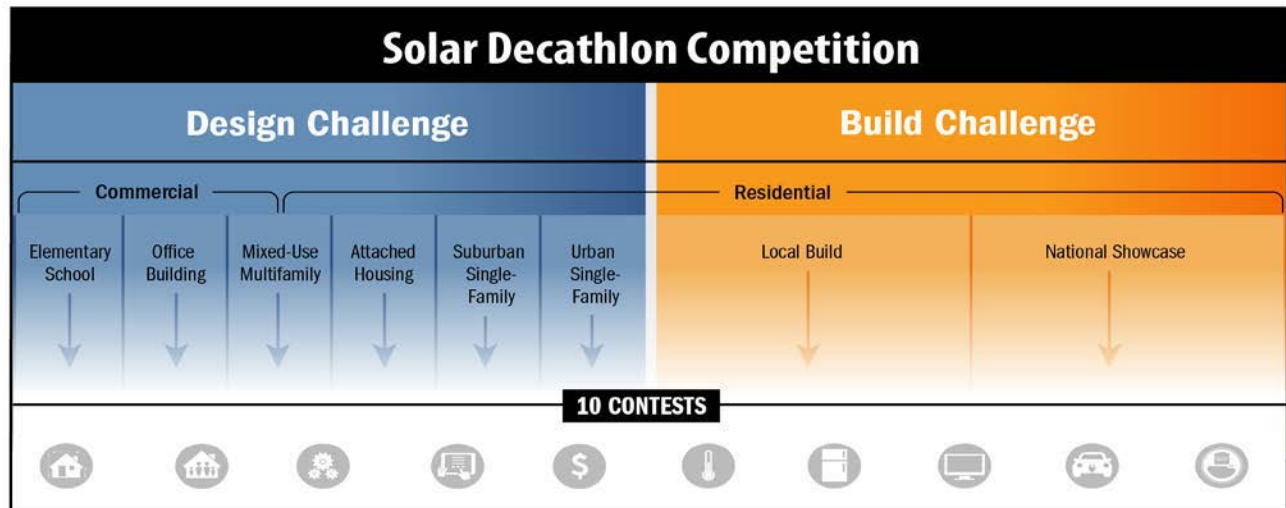 Solar Decathlon Competition
Design Challenge
Build Challenge
Commercial
Residential
Elementary
School
Office
Building
Mixed-Use
Multifamily
Attached
Housing
Suburban
Single-
Family
Urban
Single-
Family
Local Build
National Showcase
10 CONTESTS
$